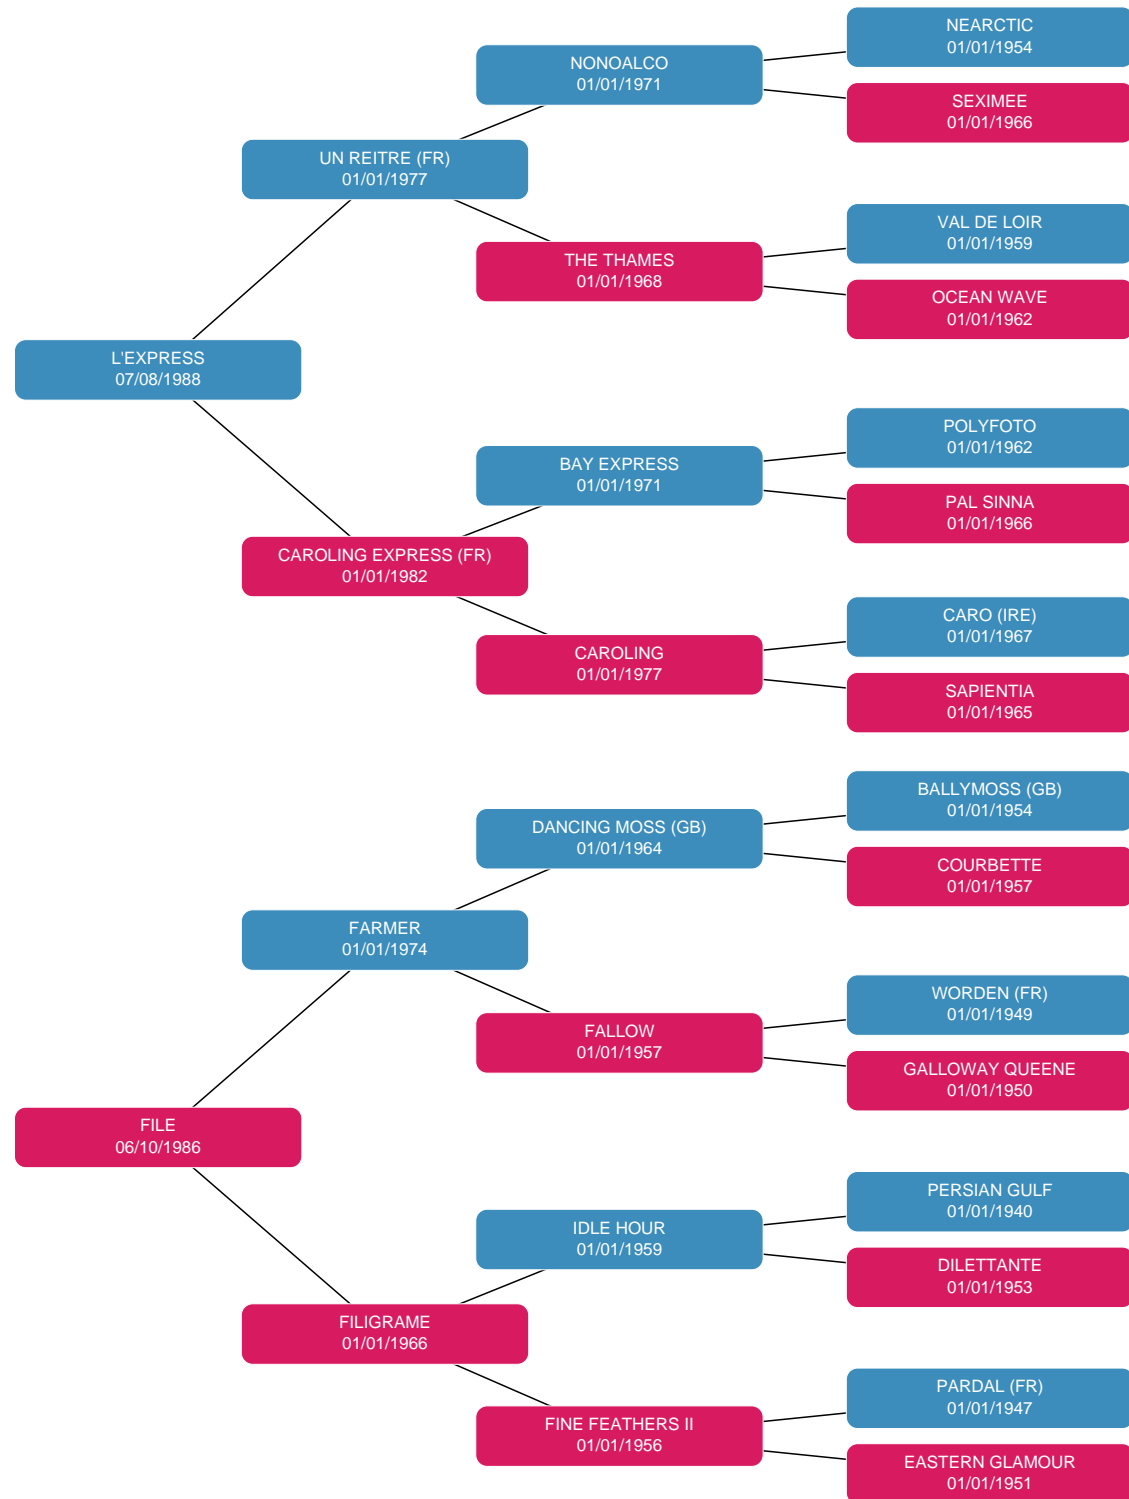 NEARCTIC
01/01/1954
NONOALCO
01/01/1971
SEXIMEE
01/01/1966
UN REITRE (FR)
01/01/1977
VAL DE LOIR
01/01/1959
THE THAMES
01/01/1968
OCEAN WAVE
01/01/1962
L'EXPRESS
07/08/1988
POLYFOTO
01/01/1962
BAY EXPRESS
01/01/1971
PAL SINNA
01/01/1966
CAROLING EXPRESS (FR)
01/01/1982
CARO (IRE)
01/01/1967
CAROLING
01/01/1977
SAPIENTIA
01/01/1965
BALLYMOSS (GB)
01/01/1954
DANCING MOSS (GB)
01/01/1964
COURBETTE
01/01/1957
FARMER
01/01/1974
WORDEN (FR)
01/01/1949
FALLOW
01/01/1957
GALLOWAY QUEENE
01/01/1950
FILE
06/10/1986
PERSIAN GULF
01/01/1940
IDLE HOUR
01/01/1959
DILETTANTE
01/01/1953
FILIGRAME
01/01/1966
PARDAL (FR)
01/01/1947
FINE FEATHERS II
01/01/1956
EASTERN GLAMOUR
01/01/1951